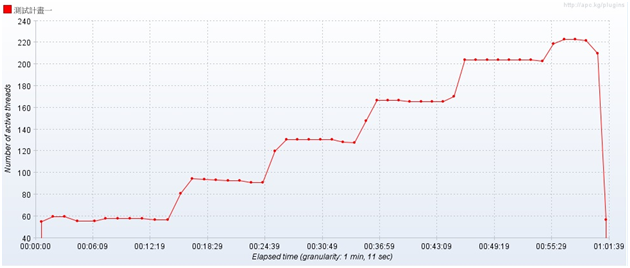 http://apc.kg/plugins
測試計畫一
Number of active threads
240
220
200
180
160
140
120
100
80
60
40
00:00:00 00:06:09 00:12:19 00:18:29 00:24:39 00:30:49 00:36:59 00:43:09 00:49:19 00:55:29 01:01:39
Elapsed time (granularity: 1 min, 11 sec)